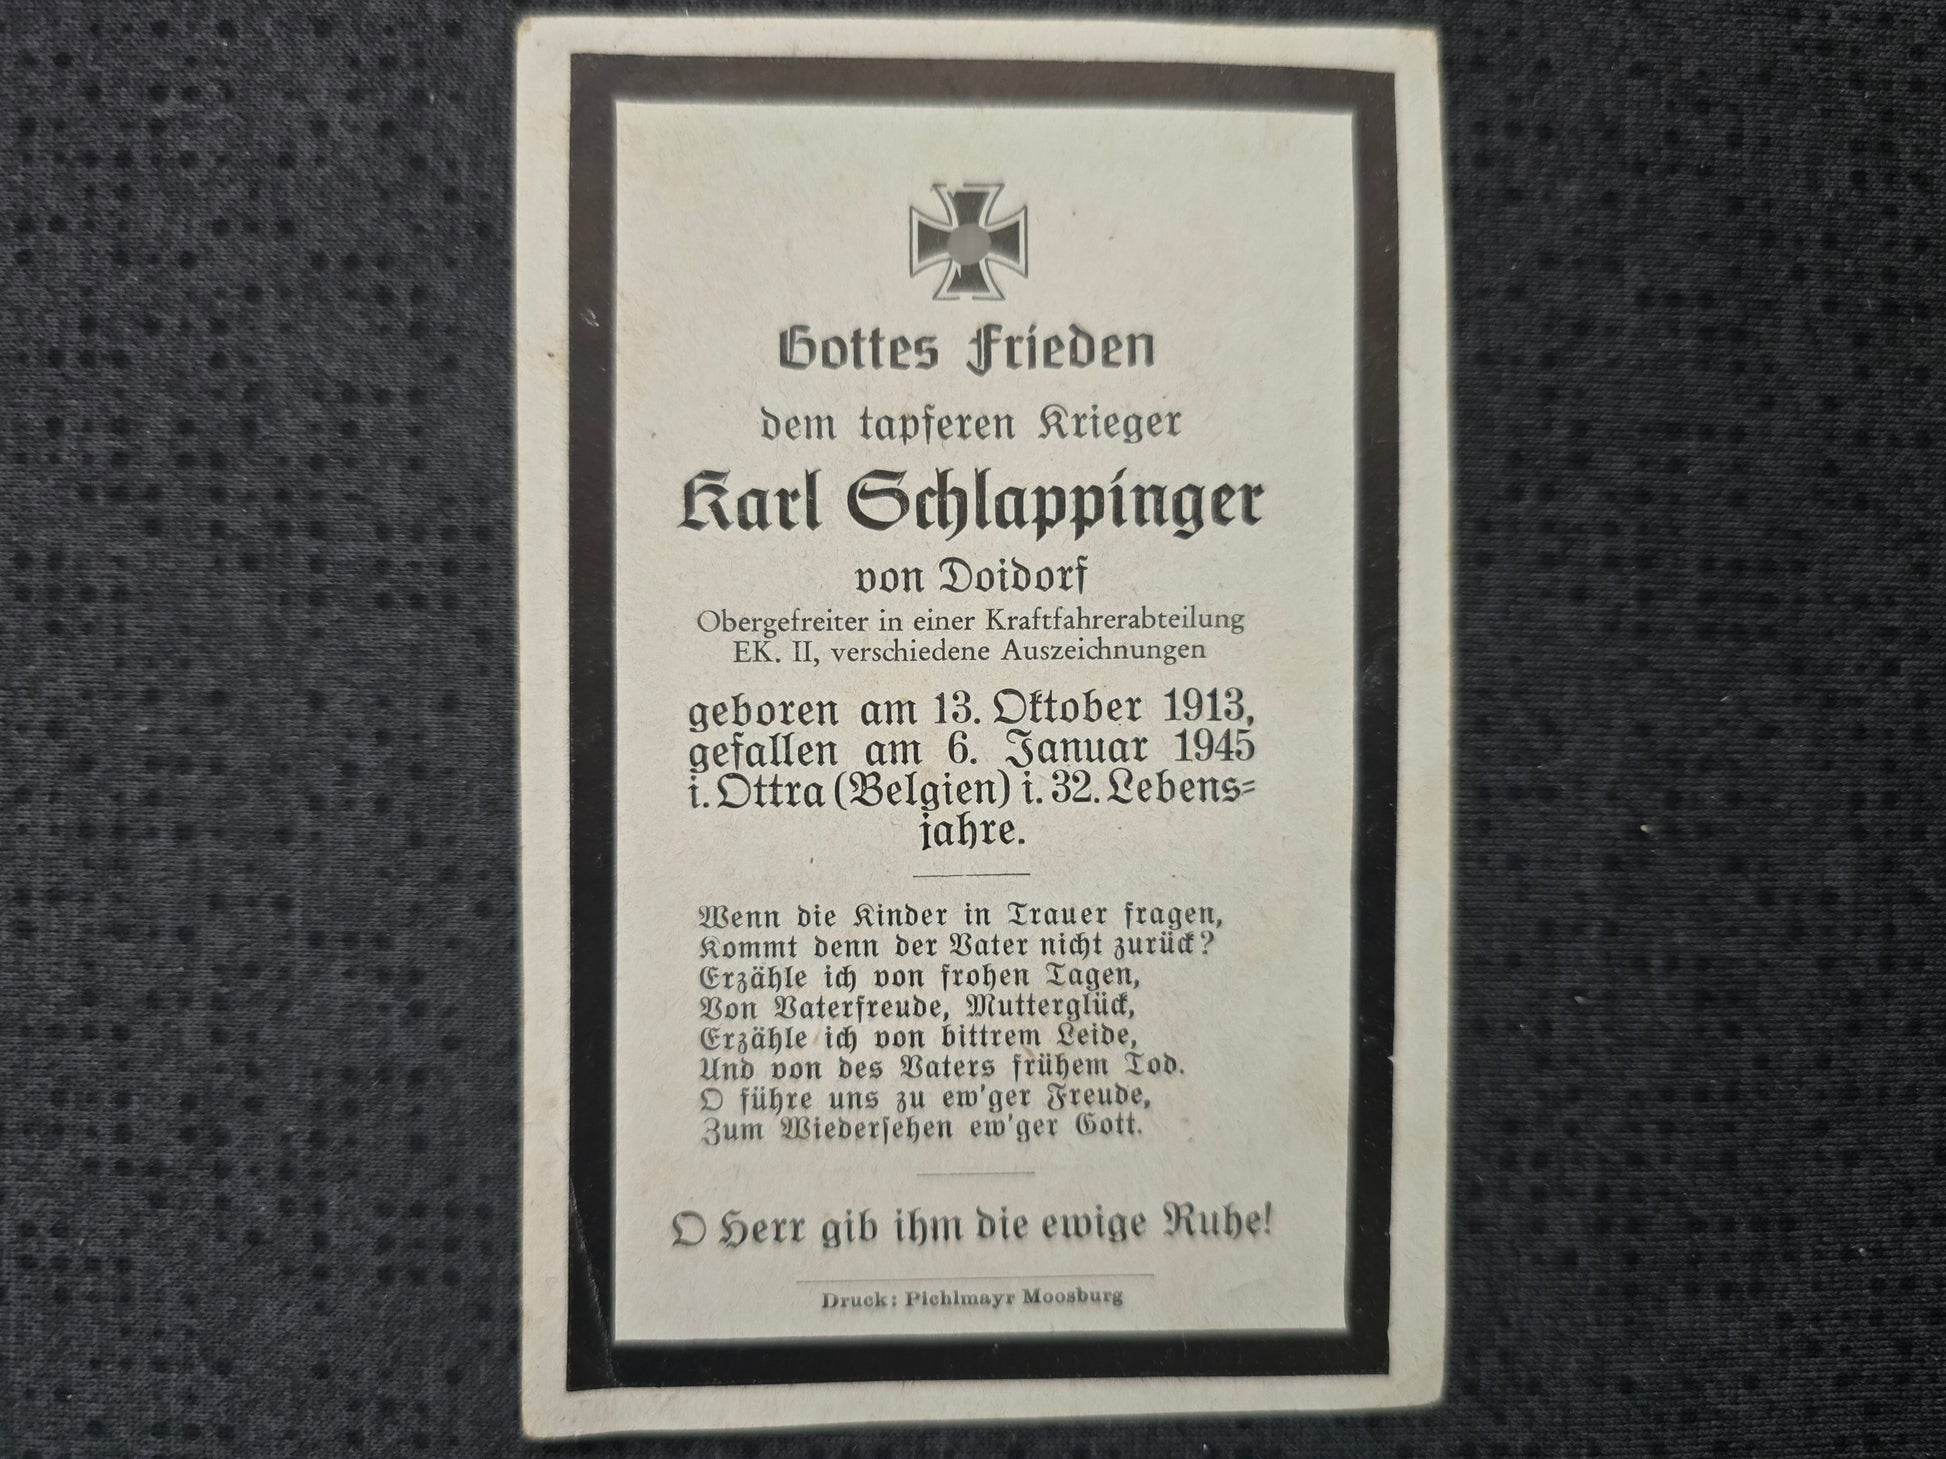 Gottes Frieden
dem tapferen Krieger
Karl Schlappinger
von Doidorf
Obergefreiter in einer Kraftfahrerabteilung
EK. II, verschiedene Auszeichnungen
geboren am 13. Oktober 1913,
gefallen am 6. Januar 1945
i. Ottra (Belgien) i. 32. Lebens-
jahre.
Wenn die Kinder in Trauer fragen,
Kommt denn der Vater nicht zurück?
Erzähle ich von frohen Tagen,
Von Vaterfreude, Mutterglück,
Erzähle ich von bittrem Leide,
Und von des Vaters frühem Tod.
O führe uns zu ew'ger Freude,
Zum Wiedersehen ew'ger Gott.
O Herr gib ihm die ewige Ruhe!
Druck: Pichlmayr Moosburg